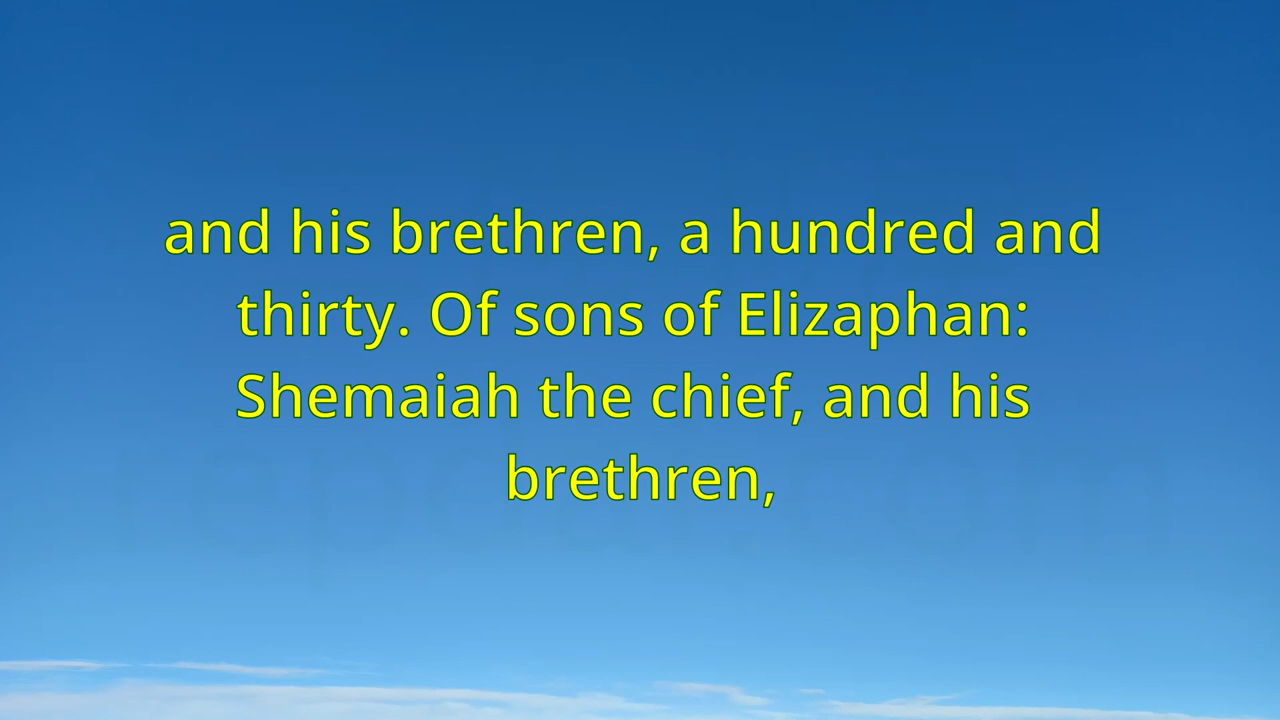 and his brethren, a hundred and
thirty. Of sons of Elizaphan:
Shemaiah the chief, and his
brethren,